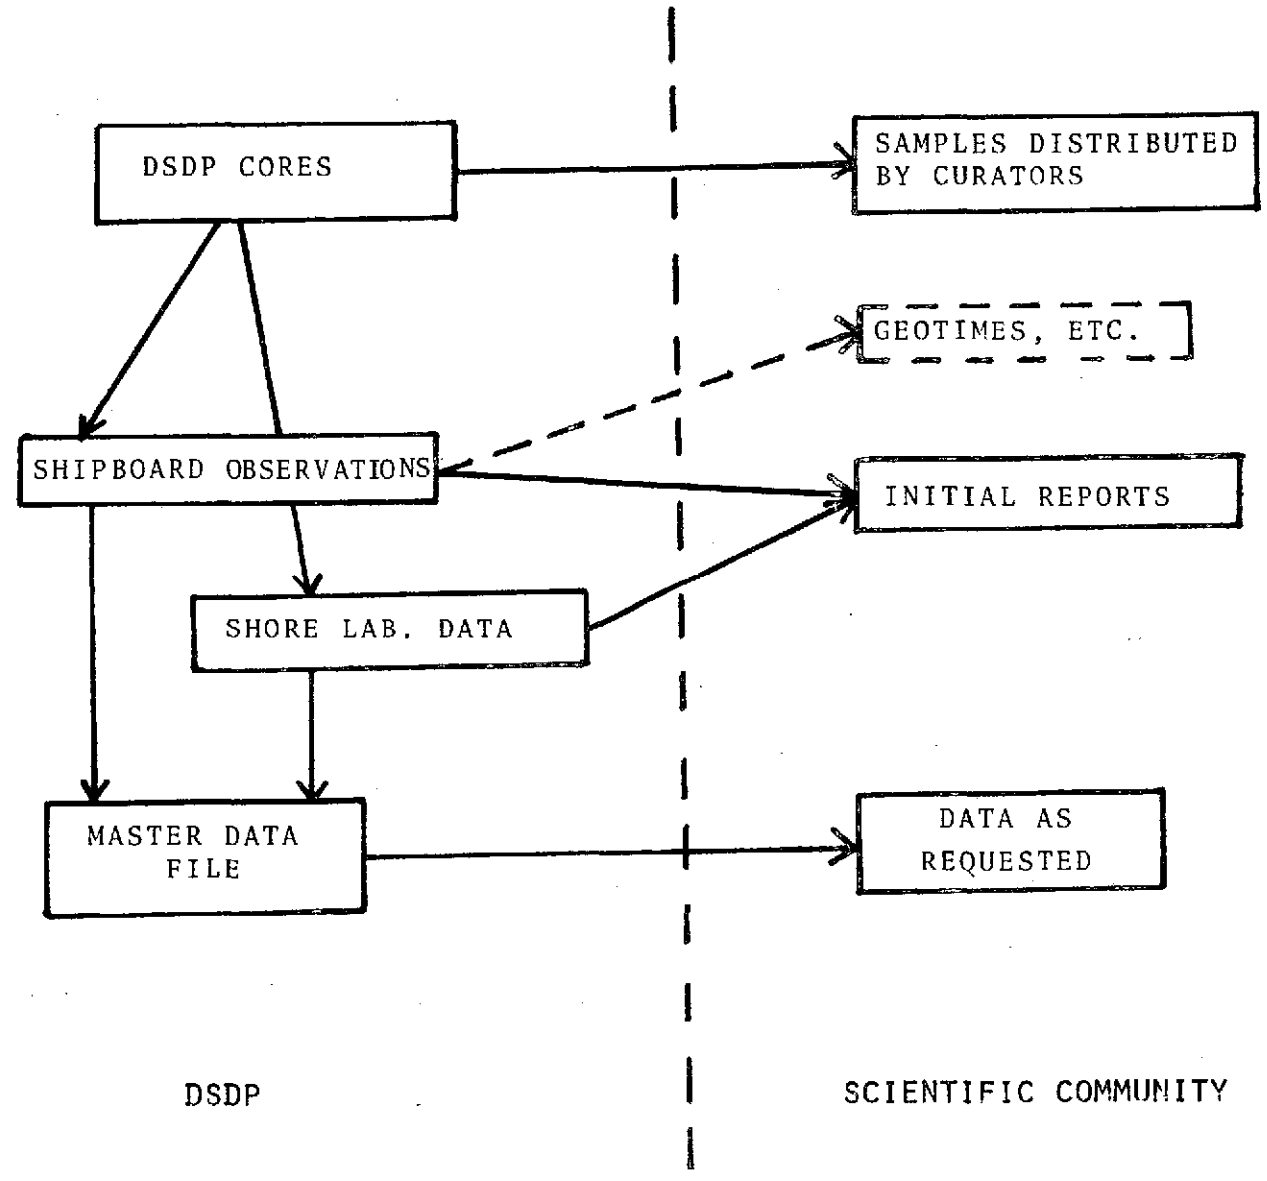 DSDP CORES
SAMPLES DISTRIBUTED
BY CURATORS
GEOTIMES, ETC.
SHIPBOARD OBSERVATIONS
INITIAL REPORTS
SHORE LAB. DATA
MASTER DATA
FILE
DATA AS
REQUESTED
DSDP
SCIENTIFIC COMMUNITY